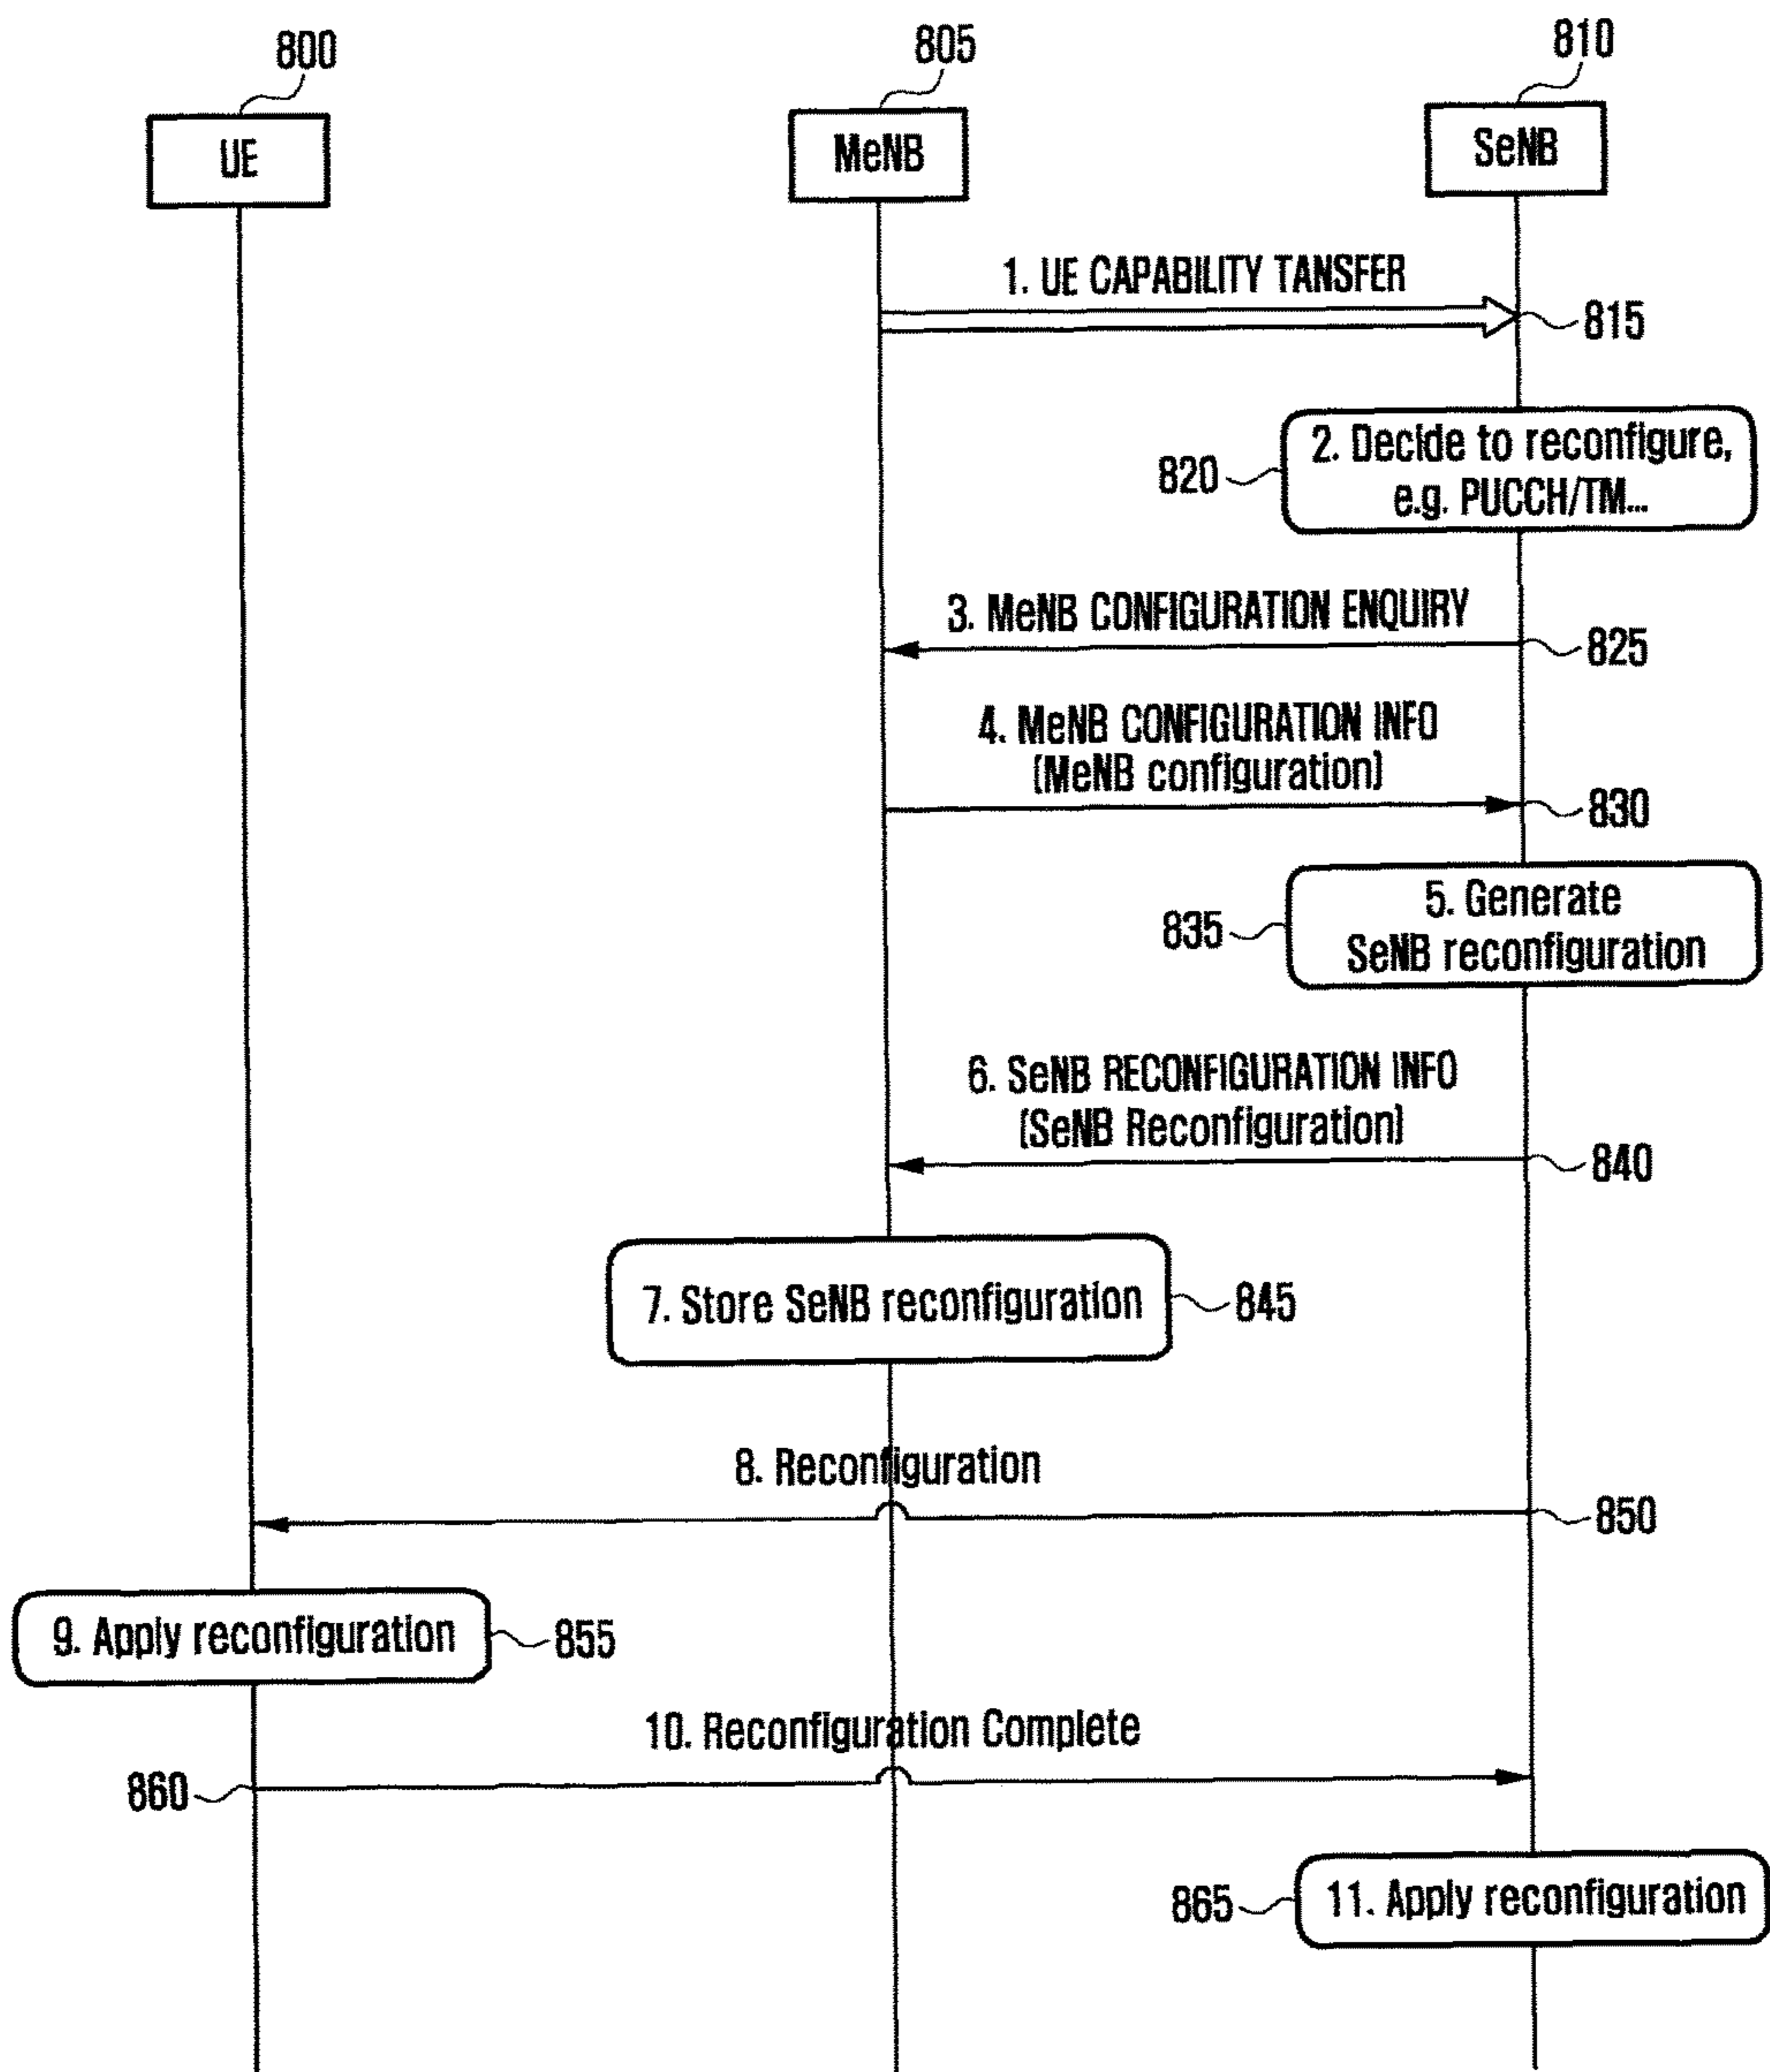 800
805
810
UE
MeNB
SeNB
1. UE CAPABILITY TANSFER
815
2. Decide to reconfigure,
e.g. PUCCH/TM...
820
3. MeNB CONFIGURATION ENQUIRY
825
4. MeNB CONFIGURATION INFO
(MeNB configuration)
830
5. Generate
SeNB reconfiguration
835
6. SeNB RECONFIGURATION INFO
(SeNB Reconfiguration)
840
7. Store SeNB reconfiguration
845
8. Reconfiguration
850
9. Apply reconfiguration
855
10. Reconfiguration Complete
860
11. Apply reconfiguration
865